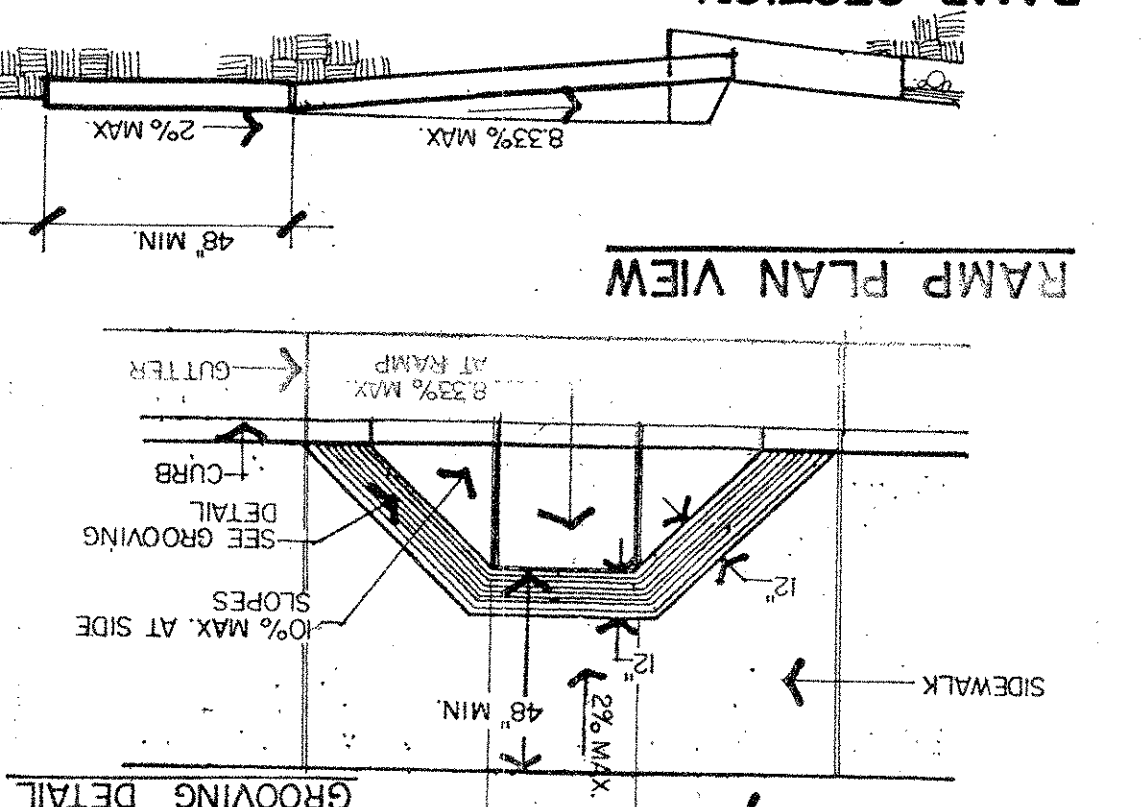 GROOVING DETAIL
2% MAX.
48" MIN.
SIDEWALK
12"
10% MAX. AT SIDE
SLOPES
12"
SEE GROOVING
DETAIL
CURB
8.33% MAX.
AT RAMP
GUTTER
RAMP PLAN VIEW
48" MIN.
8.33% MAX.
2% MAX.
RAMP SECTION